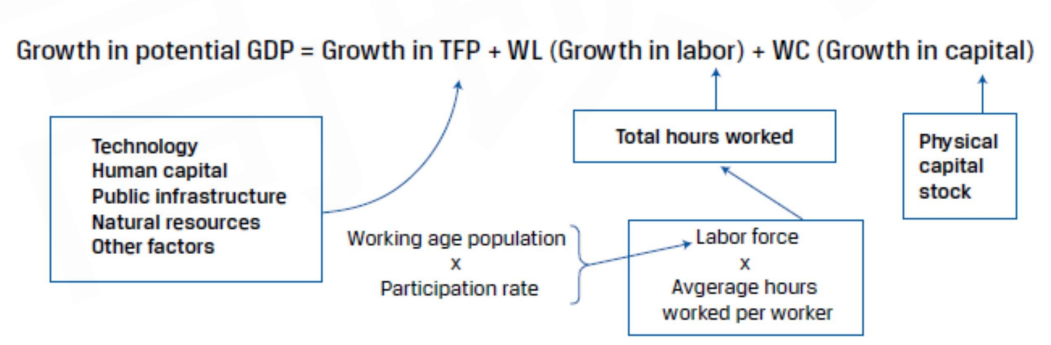 Growth in potential GDP = Growth in TFP + WL (Growth in labor) + WC (Growth in capital)
Technology
Human capital
Public infrastructure
Natural resources
Other factors
Total hours worked
Physical
capital
stock
Working age population
x
Participation rate
Labor force
x
Avgerage hours
worked per worker